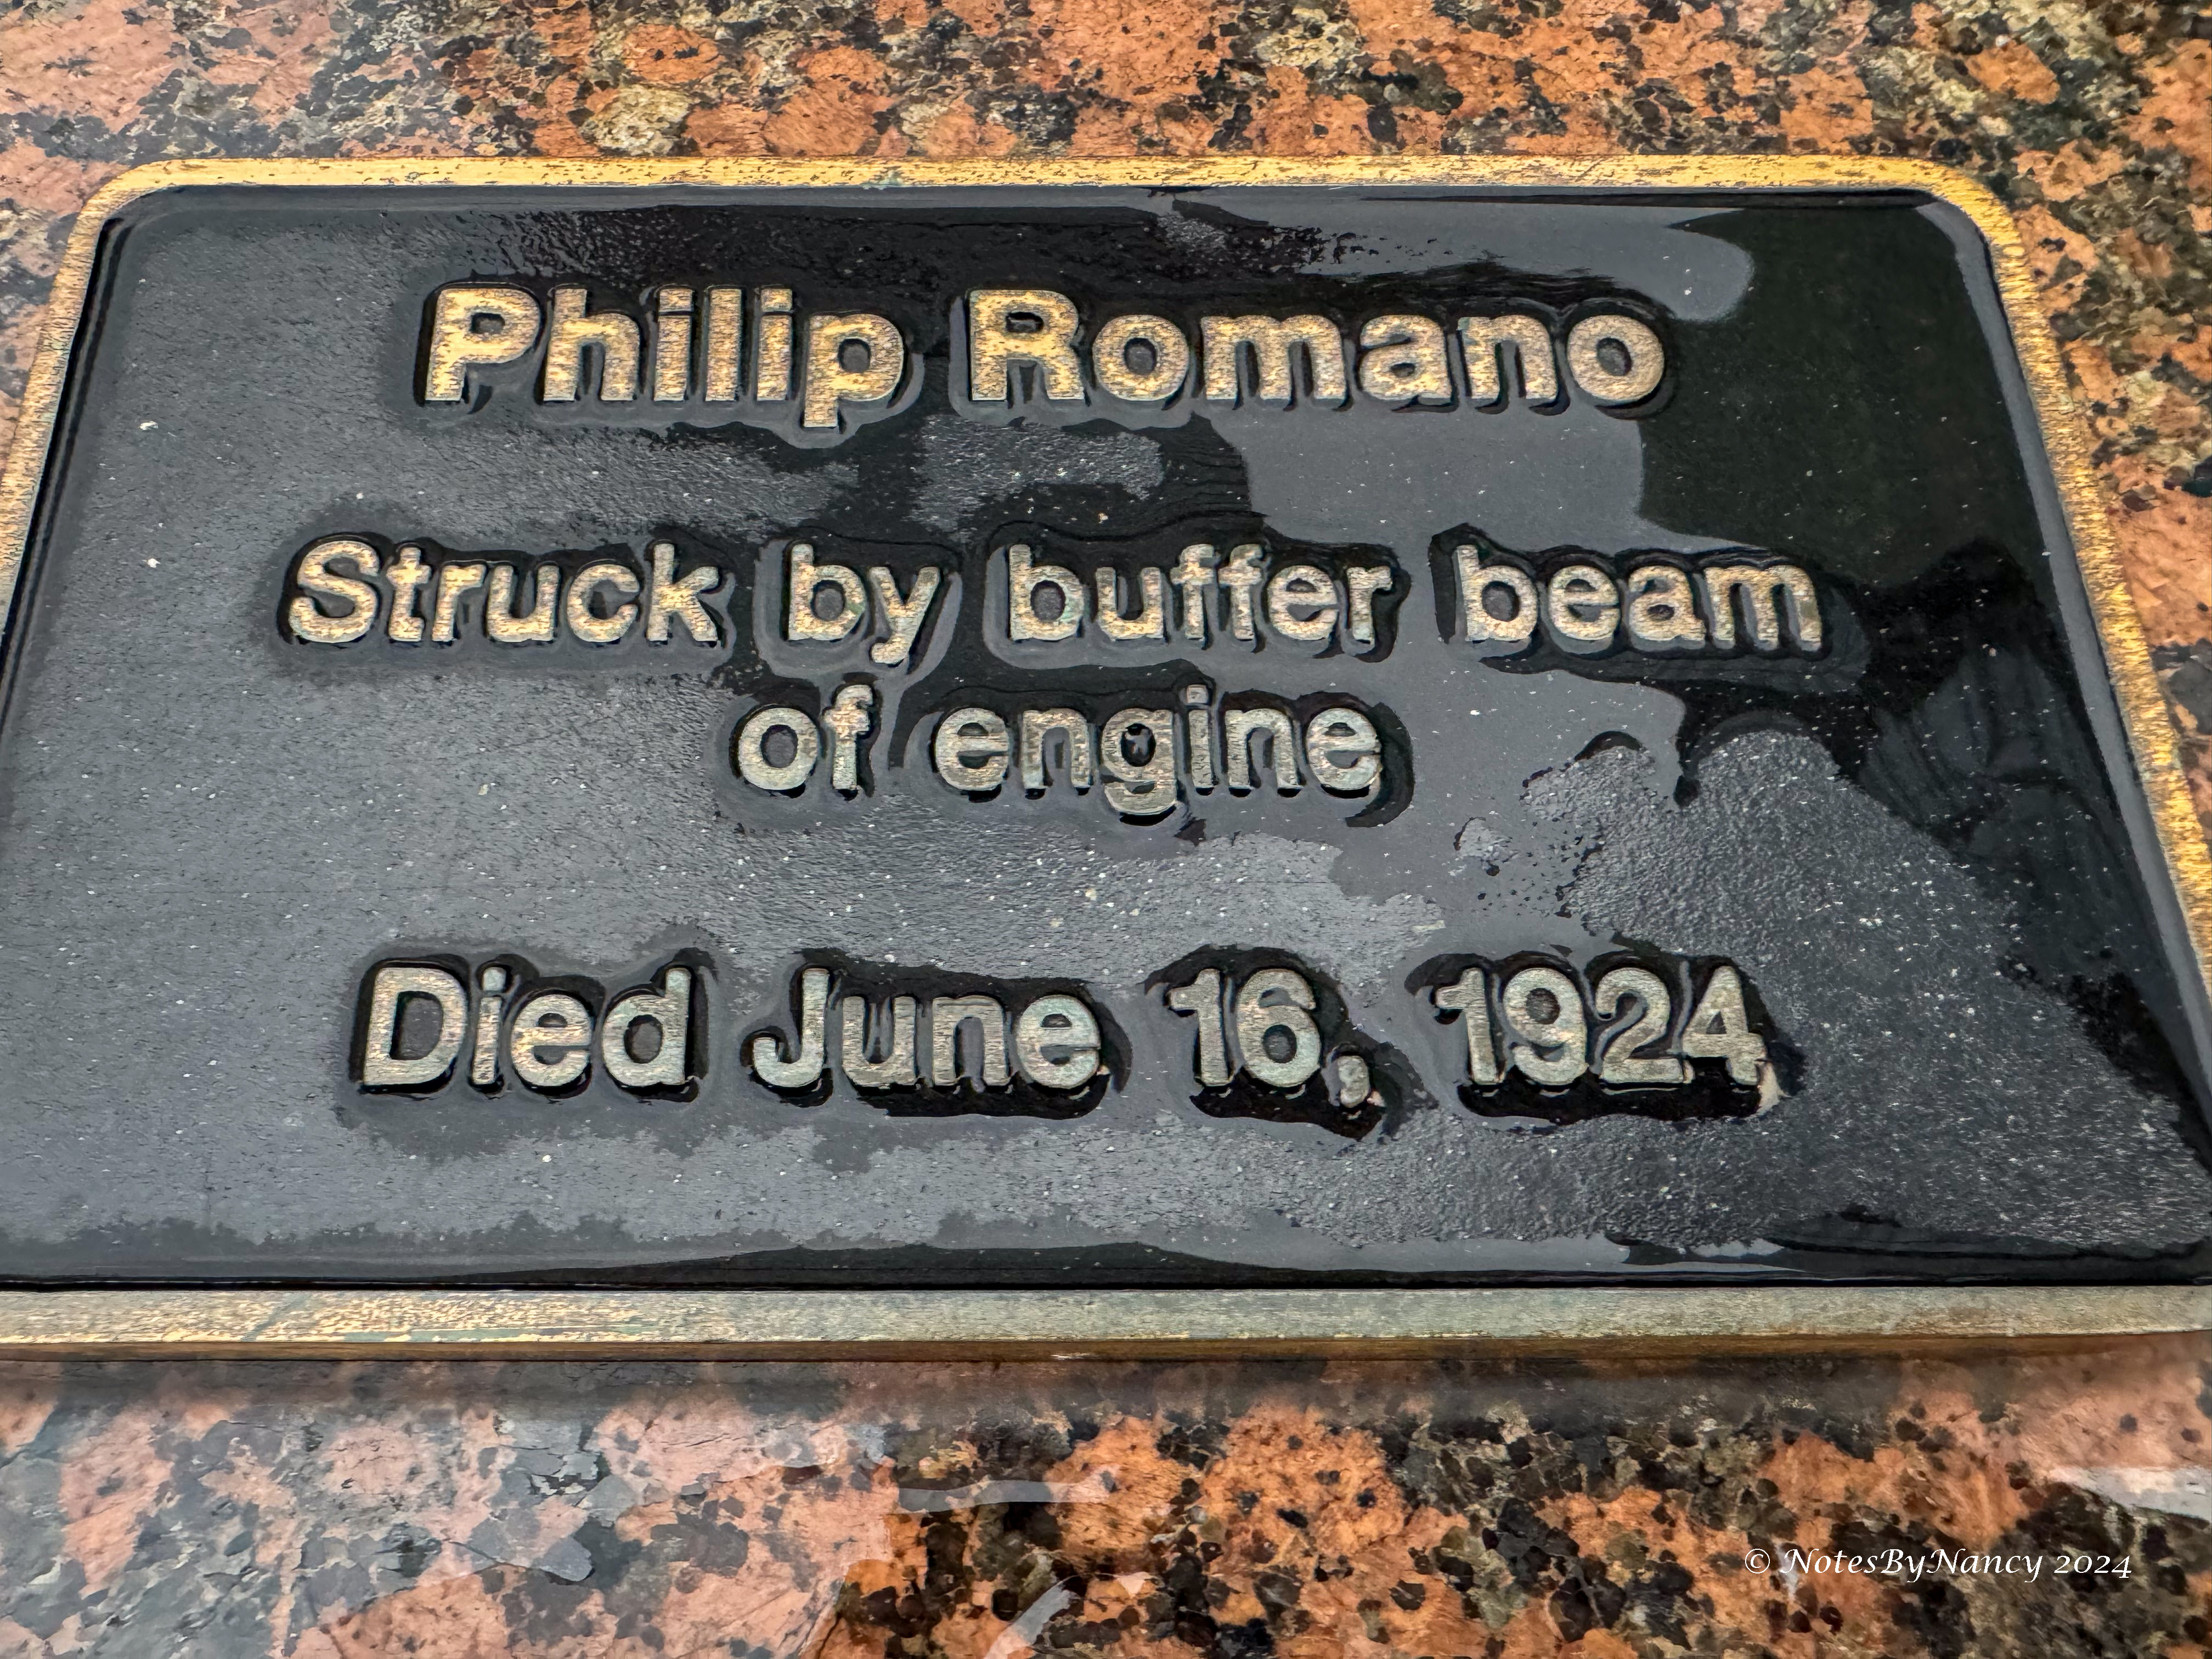 Philip Romano
Struck by buffer beam
of engine
Died June 16, 1924
© NotesByNancy 2024